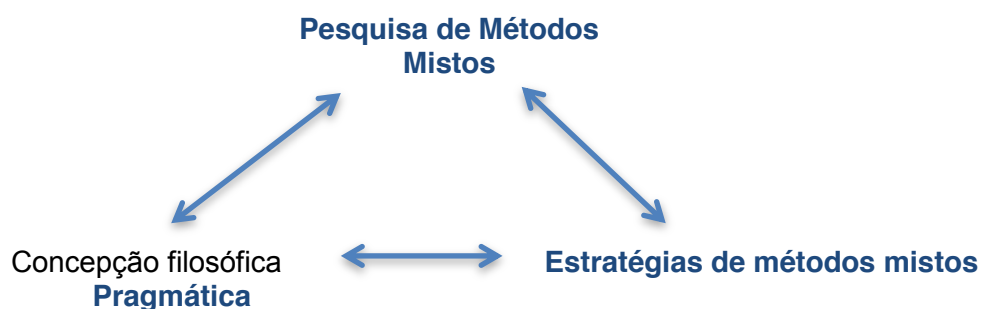 Pesquisa de Métodos
Mistos
Concepção filosófica
Pragmática
Estratégias de métodos mistos